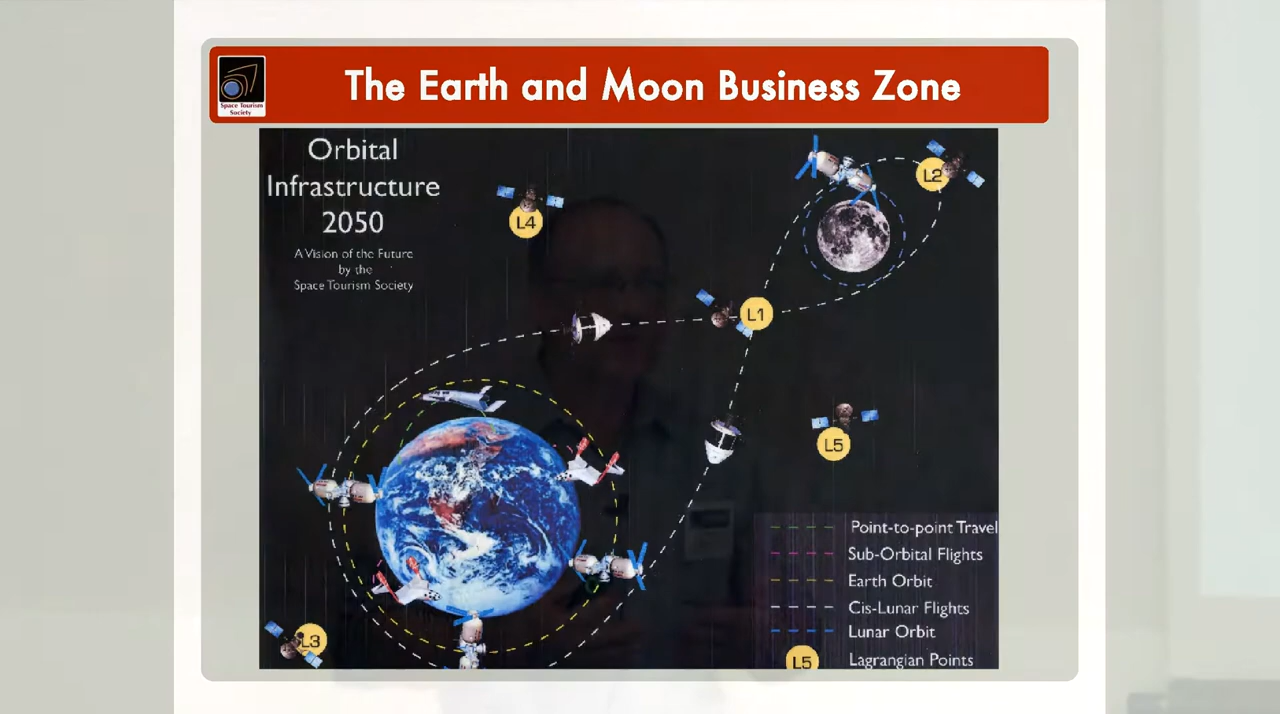 Space Tourism
Society
The Earth and Moon Business Zone
Orbital
Infrastructure
2050
A Vision of the Future
by the
Space Tourism Society
L4
L2
L1
L5
L3
Point-to-point Travel
Sub-Orbital Flights
Earth Orbit
Cis-Lunar Flights
Lunar Orbit
L5
Lagrangian Points